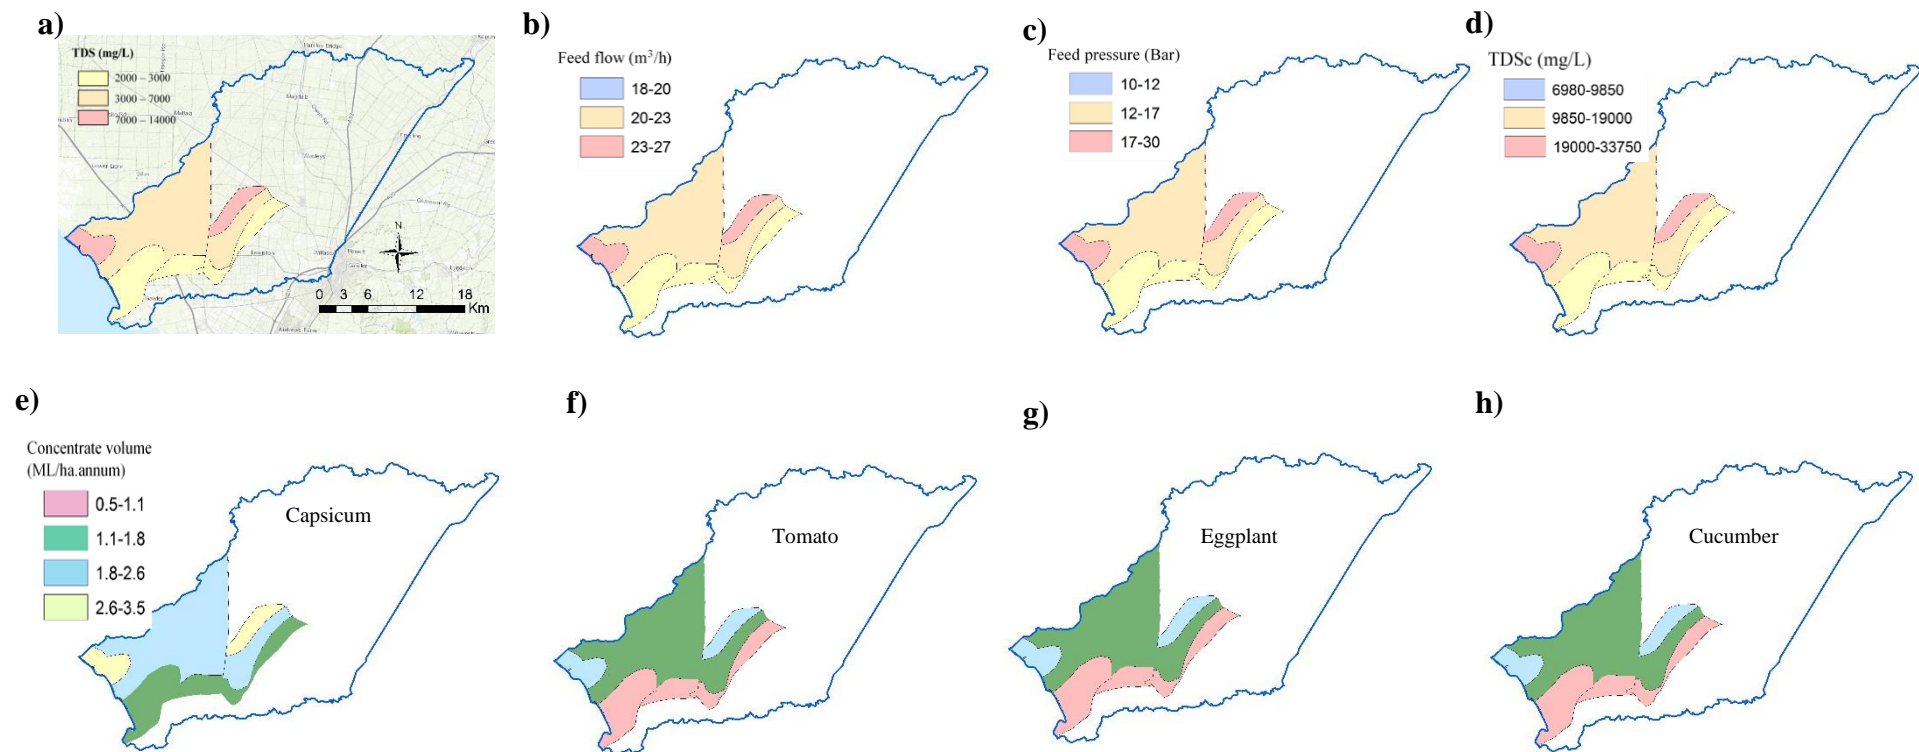 a)
TDS (mg/L)
2000 – 3000
3000 – 7000
7000 – 14000
N
0 3 6 12 18
Km
b)
Feed flow (m³/h)
18-20
20-23
23-27
c)
Feed pressure (Bar)
10-12
12-17
17-30
d)
TDSc (mg/L)
6980-9850
9850-19000
19000-33750
e)
Concentrate volume
(ML/ha.annum)
0.5-1.1
1.1-1.8
1.8-2.6
2.6-3.5
Capsicum
f)
Tomato
g)
Eggplant
h)
Cucumber